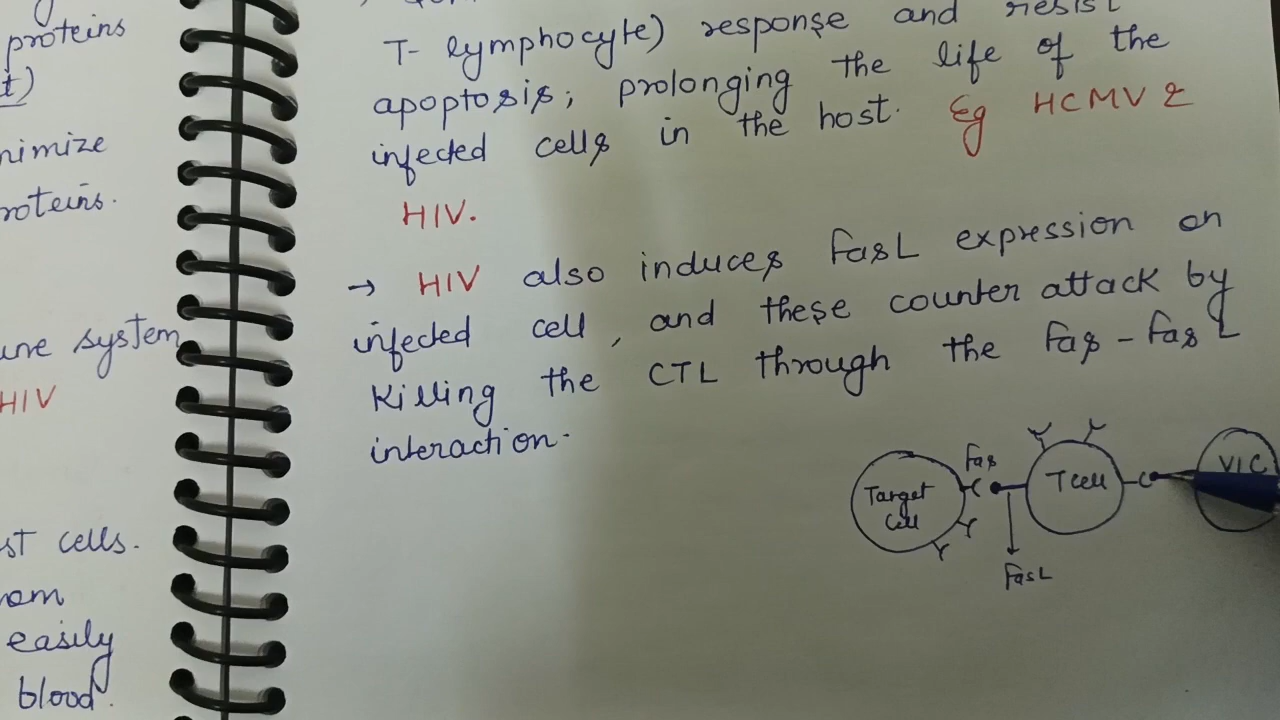 proteins
nimize
roteins.
une system
HIV
st cells.
om
easily
blood.
T- lymphocyte) response and resist
apoptosis; prolonging the life of the
infected cells in the host. Eg HCMV &
HIV.
→ HIV also induces FasL expression on
infected cell, and these counter attack by
Killing the CTL through the Fas - Fas L
interaction.
Fas
Target
Cell
T cell
VIC
FasL